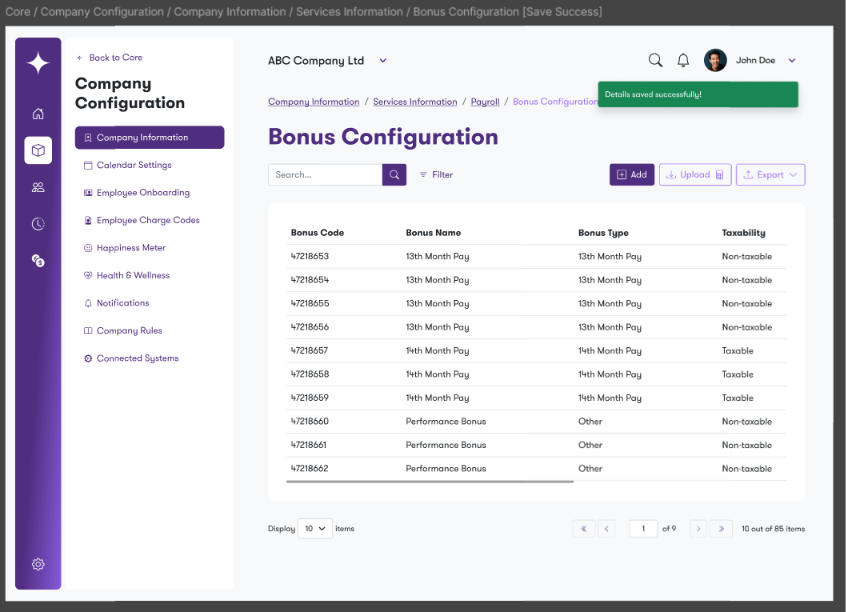 Core / Company Configuration / Company Information / Services Information / Bonus Configuration [Save Success]
← Back to Core
Company
Configuration
Company Information
Calendar Settings
Employee Onboarding
Employee Charge Codes
Happiness Meter
Health & Wellness
Notifications
Company Rules
Connected Systems
ABC Company Ltd
John Doe
Details saved successfully!
Company Information / Services Information / Payroll / Bonus Configuration
Bonus Configuration
Search...
Filter
Add
Upload
Export
Bonus Code Bonus Name Bonus Type Taxability
47218653 13th Month Pay 13th Month Pay Non-taxable
47218654 13th Month Pay 13th Month Pay Non-taxable
47218655 13th Month Pay 13th Month Pay Non-taxable
47218656 13th Month Pay 13th Month Pay Non-taxable
47218657 14th Month Pay 14th Month Pay Taxable
47218658 14th Month Pay 14th Month Pay Taxable
47218659 14th Month Pay 14th Month Pay Taxable
47218660 Performance Bonus Other Non-taxable
47218661 Performance Bonus Other Non-taxable
47218662 Performance Bonus Other Non-taxable
Display 10 items
« < 1 of 9 > » 10 out of 85 items